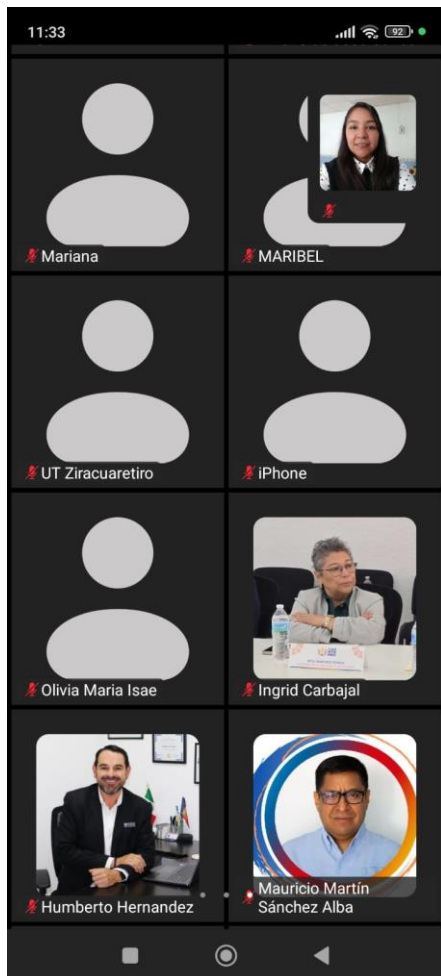 11:33
92
Mariana
MARIBEL
UT Ziracuaretiro
iPhone
Olivia Maria Isae
Ingrid Carbajal
Humberto Hernandez
Mauricio Martín
Sánchez Alba